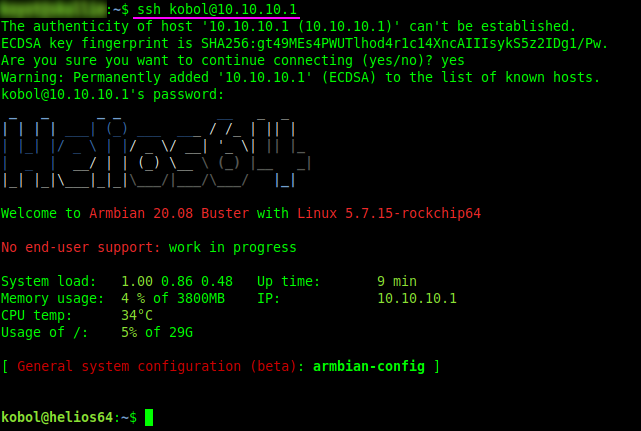 :~$ ssh kobol@10.10.10.1
The authenticity of host '10.10.10.1 (10.10.10.1)' can't be established.
ECDSA key fingerprint is SHA256:gt49MEs4PWUTlhod4r1c14XncAIIIsykS5z2IDg1/Pw.
Are you sure you want to continue connecting (yes/no)? yes
Warning: Permanently added '10.10.10.1' (ECDSA) to the list of known hosts.
kobol@10.10.10.1's password:
Helios64
Welcome to Armbian 20.08 Buster with Linux 5.7.15-rockchip64
No end-user support: work in progress
System load: 1.00 0.86 0.48 Up time: 9 min
Memory usage: 4 % of 3800MB IP: 10.10.10.1
CPU temp: 34°C
Usage of /: 5% of 29G
[ General system configuration (beta): armbian-config ]
kobol@helios64:~$